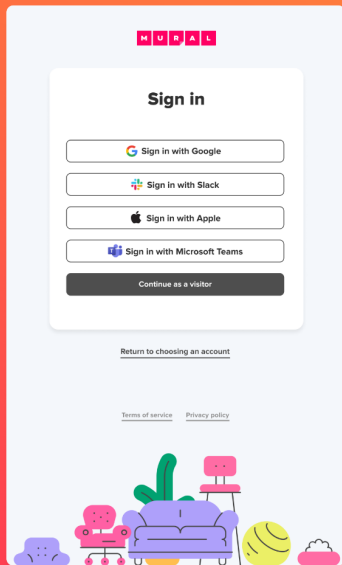 MURAL
Sign in
Sign in with Google
Sign in with Slack
Sign in with Apple
Sign in with Microsoft Teams
Continue as a visitor
Return to choosing an account
Terms of service Privacy policy